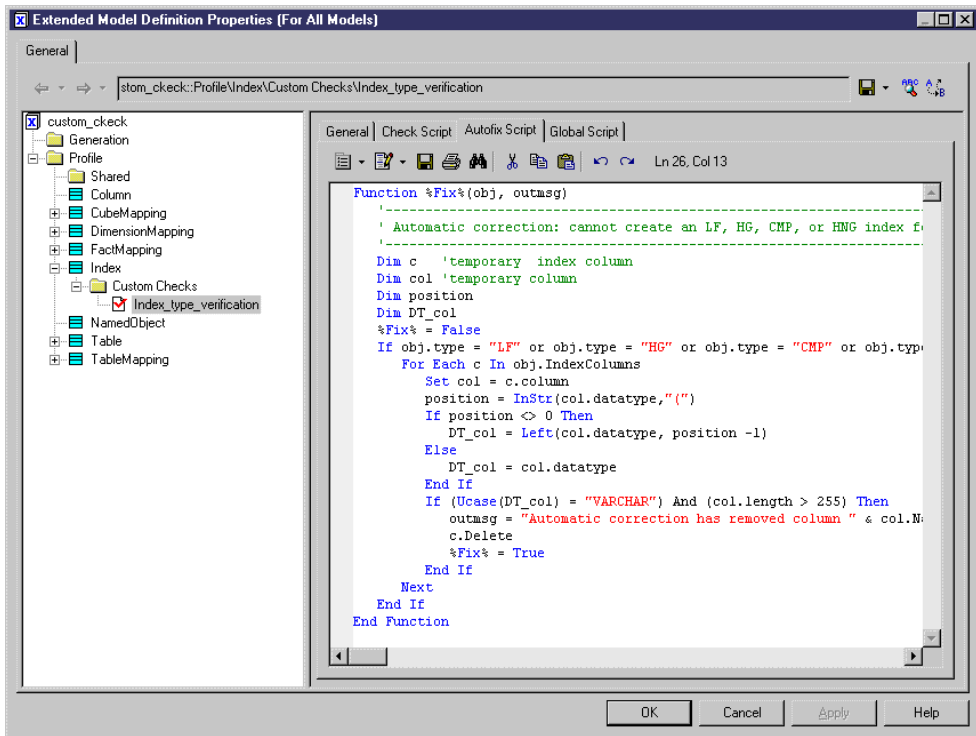 Extended Model Definition Properties (For All Models)
General
stom_ckeck::Profile\Index\Custom Checks\Index_type_verification
custom_ckeck
Generation
Profile
Shared
Column
CubeMapping
DimensionMapping
FactMapping
Index
Custom Checks
Index_type_verification
NamedObject
Table
TableMapping
General Check Script Autofix Script Global Script
Ln 26, Col 13
Function %Fix%(obj, outmsg)
'-----------------------------------------------------------------------
' Automatic correction: cannot create an LF, HG, CMP, or HNG index f
'-----------------------------------------------------------------------
Dim c 'temporary index column
Dim col 'temporary column
Dim position
Dim DT_col
%Fix% = False
If obj.type = "LF" or obj.type = "HG" or obj.type = "CMP" or obj.typ
For Each c In obj.IndexColumns
Set col = c.column
position = InStr(col.datatype,"(")
If position <> 0 Then
DT_col = Left(col.datatype, position -1)
Else
DT_col = col.datatype
End If
If (Ucase(DT_col) = "VARCHAR") And (col.length > 255) Then
outmsg = "Automatic correction has removed column " & col.N
c.Delete
%Fix% = True
End If
Next
End If
End Function
OK Cancel Apply Help